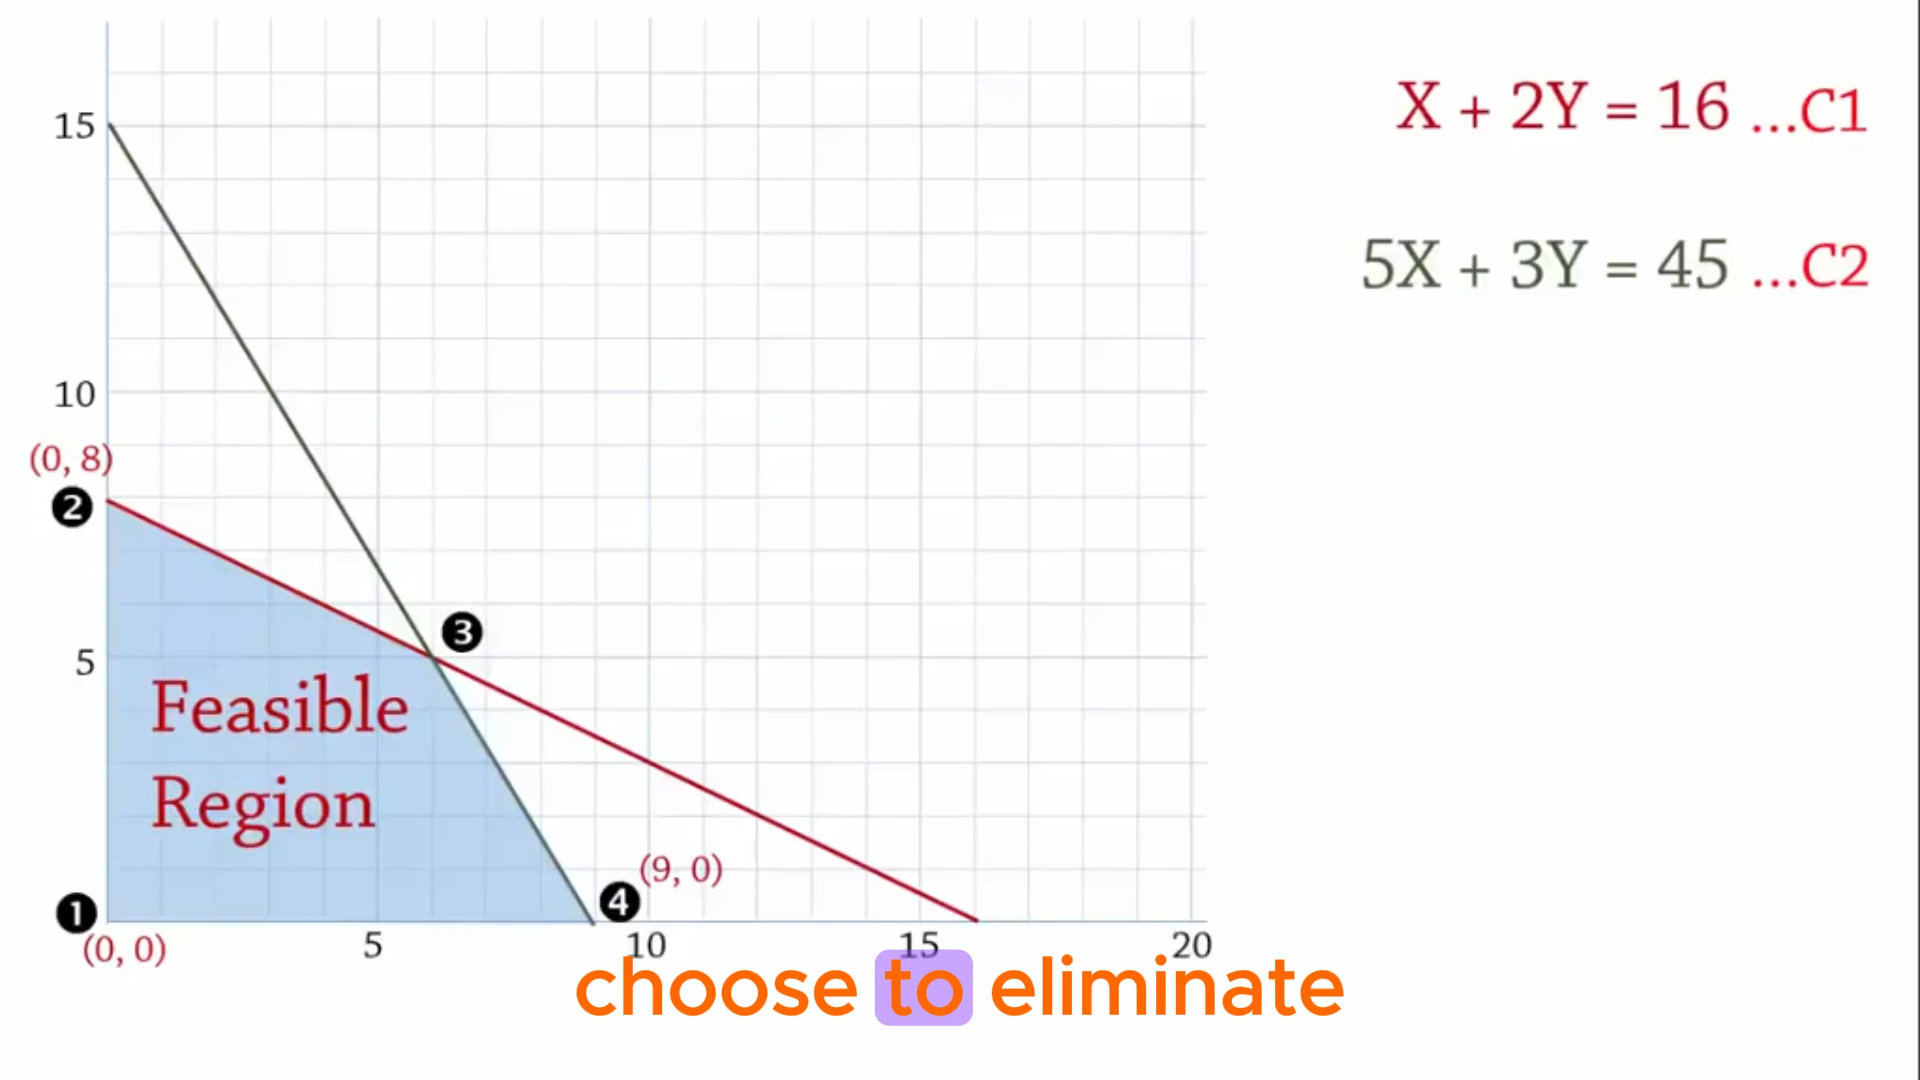 X + 2Y = 16 ...C1
5X + 3Y = 45 ...C2
15
10
(0, 8)
2
3
5
Feasible
Region
(9, 0)
4
1
(0, 0)
5
10
15
20
choose to eliminate